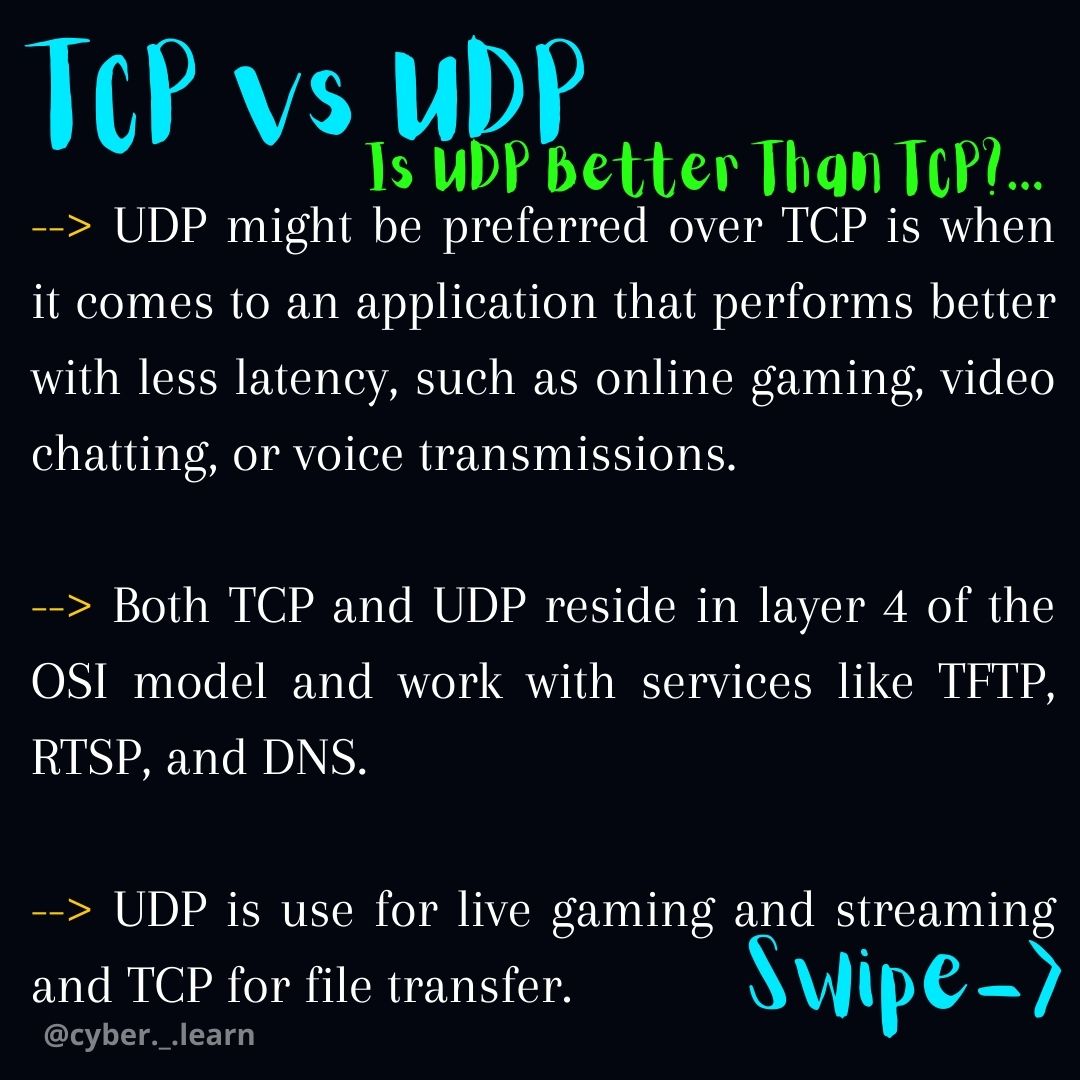 TCP vs UDP
Is UDP Better Than TCP?...
--> UDP might be preferred over TCP is when
it comes to an application that performs better
with less latency, such as online gaming, video
chatting, or voice transmissions.
--> Both TCP and UDP reside in layer 4 of the
OSI model and work with services like TFTP,
RTSP, and DNS.
--> UDP is use for live gaming and streaming
and TCP for file transfer.
Swipe->
@cyber._.learn